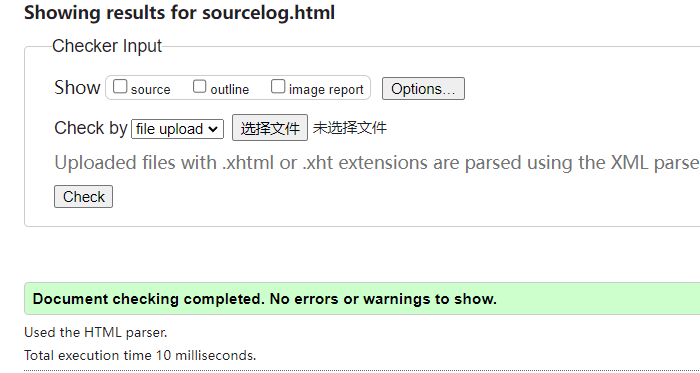 Showing results for sourcelog.html
Checker Input
Show source outline image report Options...
Check by file upload 选择文件 未选择文件
Uploaded files with .xhtml or .xht extensions are parsed using the XML parse
Check
Document checking completed. No errors or warnings to show.
Used the HTML parser.
Total execution time 10 milliseconds.